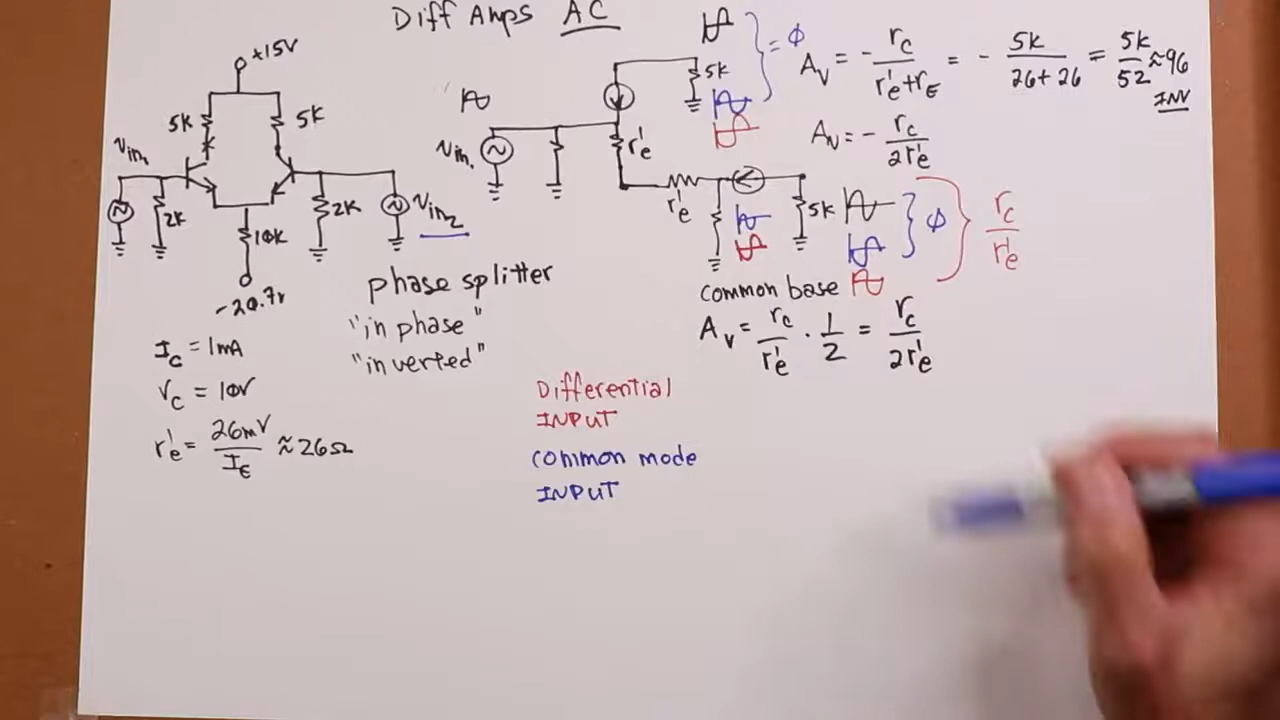 Diff Amps AC
+15V
5K
5K
Vin1
2K
2K
Vin2
10K
-20.7v
IC = 1mA
VC = 10V
r'e = 26mV / IE ≈ 26Ω
phase splitter
"in phase"
"inverted"
Vin1
5K
= ϕ
r'e
r'e
5K
ϕ
rc / r'e
AV = - rc / r'e+rE = - 5K / 26+26 = 5K / 52 ≈ 96
INV
AV = - rc / 2r'e
common base
AV = rc / r'e · 1/2 = rc / 2r'e
Differential
INPUT
common mode
INPUT